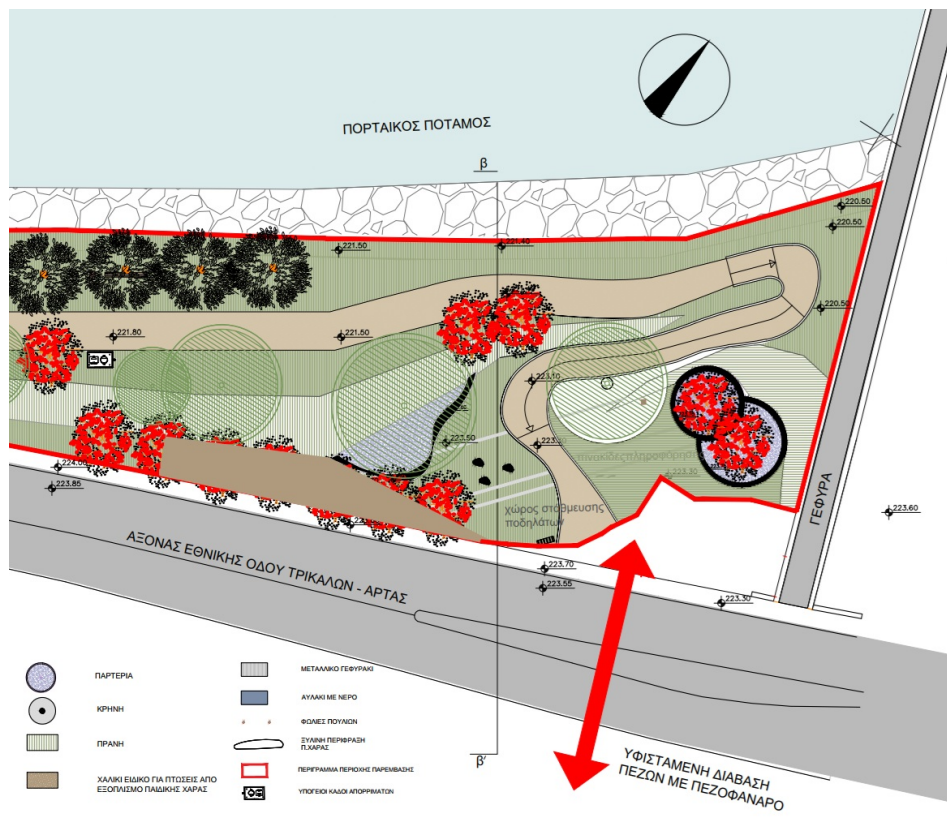 ΠΟΡΤΑΙΚΟΣ ΠΟΤΑΜΟΣ
β
220.50
220.50
221.50
221.40
220.50
221.80
221.50
223.10
223.50
πινακίδες πληροφόρησης
223.30
224.00
223.85
χώρος στάθμευσης
ποδηλάτων
ΓΕΦΥΡΑ
223.60
ΑΞΟΝΑΣ ΕΘΝΙΚΗΣ ΟΔΟΥ ΤΡΙΚΑΛΩΝ - ΑΡΤΑΣ
223.70
223.55
223.30
ΠΑΡΤΕΡΙΑ
ΚΡΗΝΗ
ΠΡΑΝΗ
ΧΑΛΙΚΙ ΕΙΔΙΚΟ ΓΙΑ ΠΤΩΣΕΙΣ ΑΠΟ
ΕΞΟΠΛΙΣΜΟ ΠΑΙΔΙΚΗΣ ΧΑΡΑΣ
ΜΕΤΑΛΛΙΚΟ ΓΕΦΥΡΑΚΙ
ΑΥΛΑΚΙ ΜΕ ΝΕΡΟ
ΦΩΛΙΕΣ ΠΟΥΛΙΩΝ
ΞΥΛΙΝΗ ΠΕΡΙΦΡΑΞΗ
Π.ΧΑΡΑΣ
ΠΕΡΙΓΡΑΜΜΑ ΠΕΡΙΟΧΗΣ ΠΑΡΕΜΒΑΣΗΣ
ΥΠΟΓΕΙΟΙ ΚΑΔΟΙ ΑΠΟΡΡΙΜΑΤΩΝ
β'
ΥΦΙΣΤΑΜΕΝΗ ΔΙΑΒΑΣΗ
ΠΕΖΩΝ ΜΕ ΠΕΖΟΦΑΝΑΡΟ